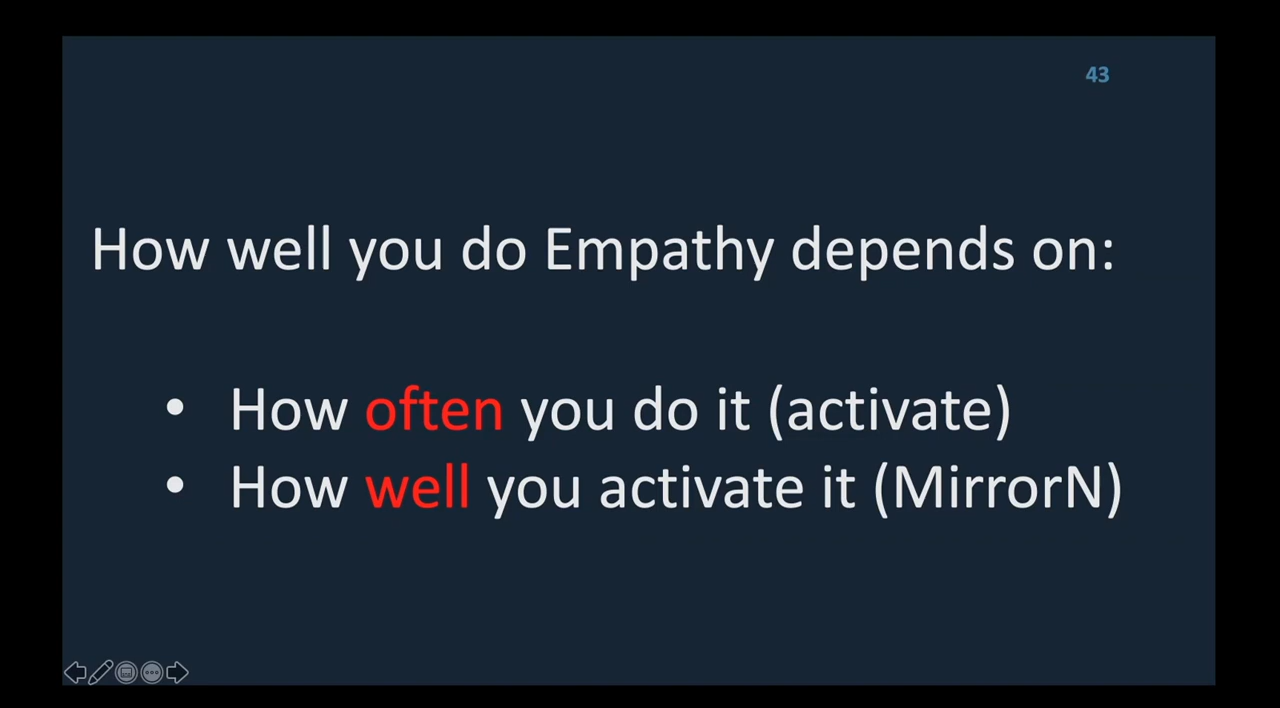 43
How well you do Empathy depends on:
• How often you do it (activate)
• How well you activate it (MirrorN)